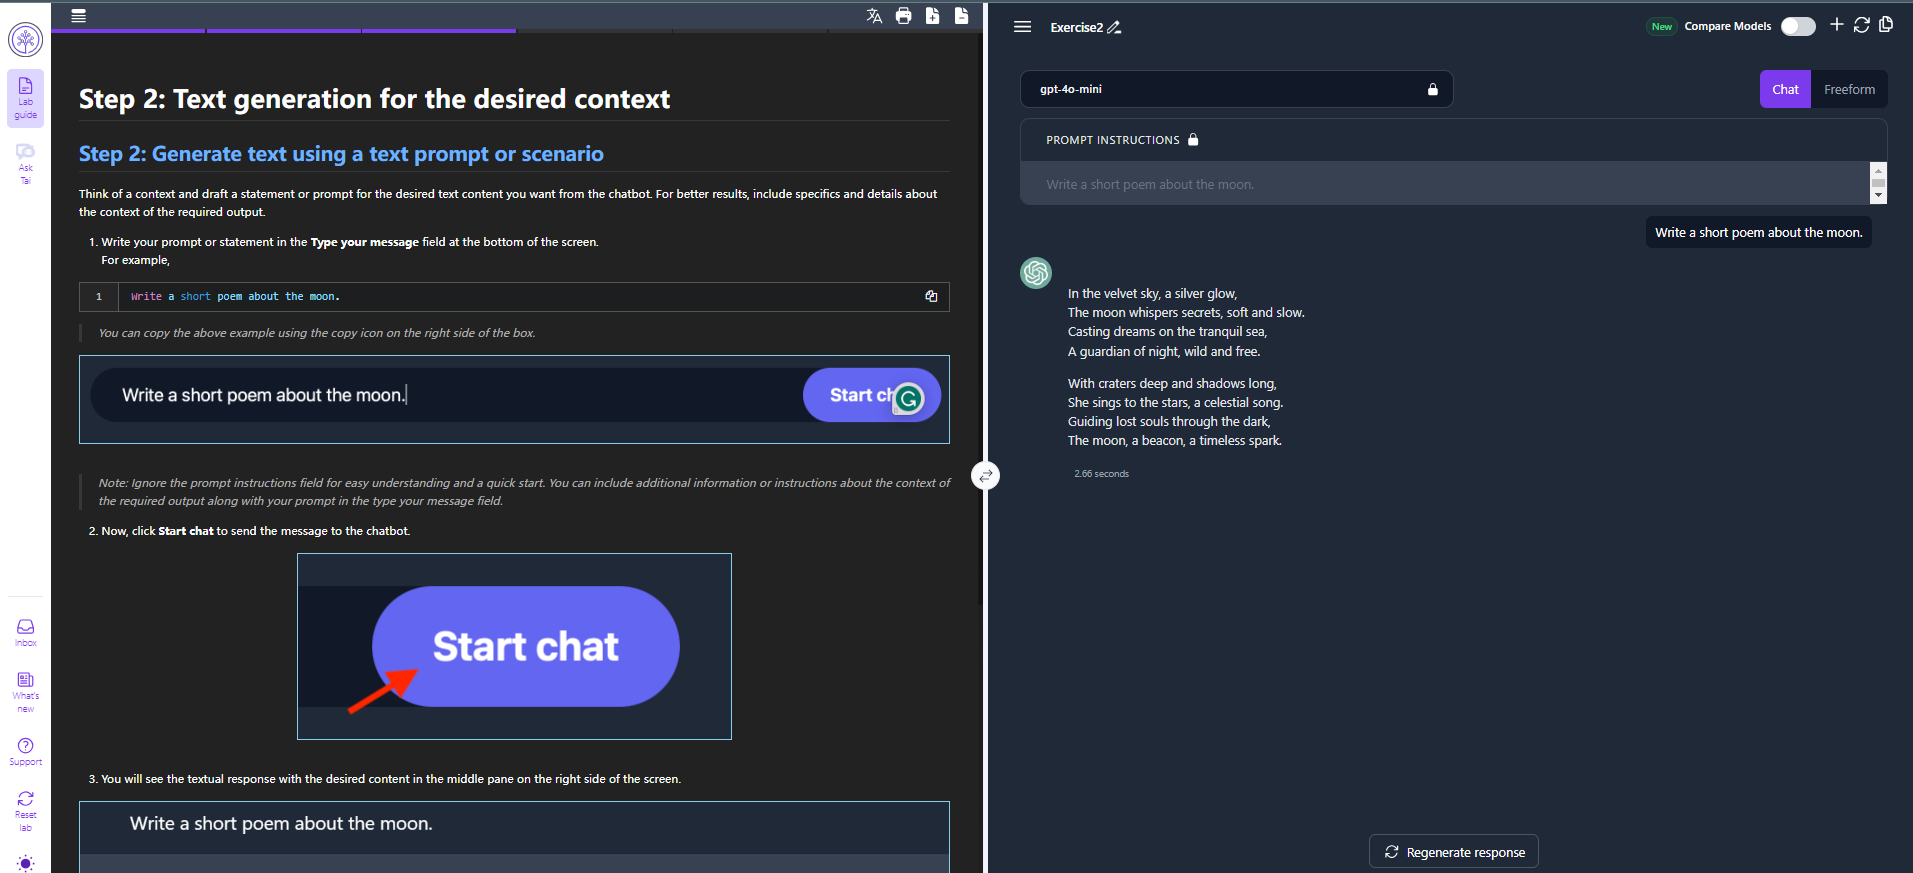 Lab
guide
Ask
Tai
Inbox
What's
new
Support
Reset
lab
Step 2: Text generation for the desired context
Step 2: Generate text using a text prompt or scenario
Think of a context and draft a statement or prompt for the desired text content you want from the chatbot. For better results, include specifics and details about
the context of the required output.
1. Write your prompt or statement in the Type your message field at the bottom of the screen.
For example,
1 Write a short poem about the moon.
You can copy the above example using the copy icon on the right side of the box.
Write a short poem about the moon.
Start ch
Note: Ignore the prompt instructions field for easy understanding and a quick start. You can include additional information or instructions about the context of
the required output along with your prompt in the type your message field.
2. Now, click Start chat to send the message to the chatbot.
Start chat
3. You will see the textual response with the desired content in the middle pane on the right side of the screen.
Write a short poem about the moon.
Exercise2
New Compare Models
gpt-4o-mini
Chat Freeform
PROMPT INSTRUCTIONS
Write a short poem about the moon.
Write a short poem about the moon.
In the velvet sky, a silver glow,
The moon whispers secrets, soft and slow.
Casting dreams on the tranquil sea,
A guardian of night, wild and free.
With craters deep and shadows long,
She sings to the stars, a celestial song.
Guiding lost souls through the dark,
The moon, a beacon, a timeless spark.
2.66 seconds
Regenerate response